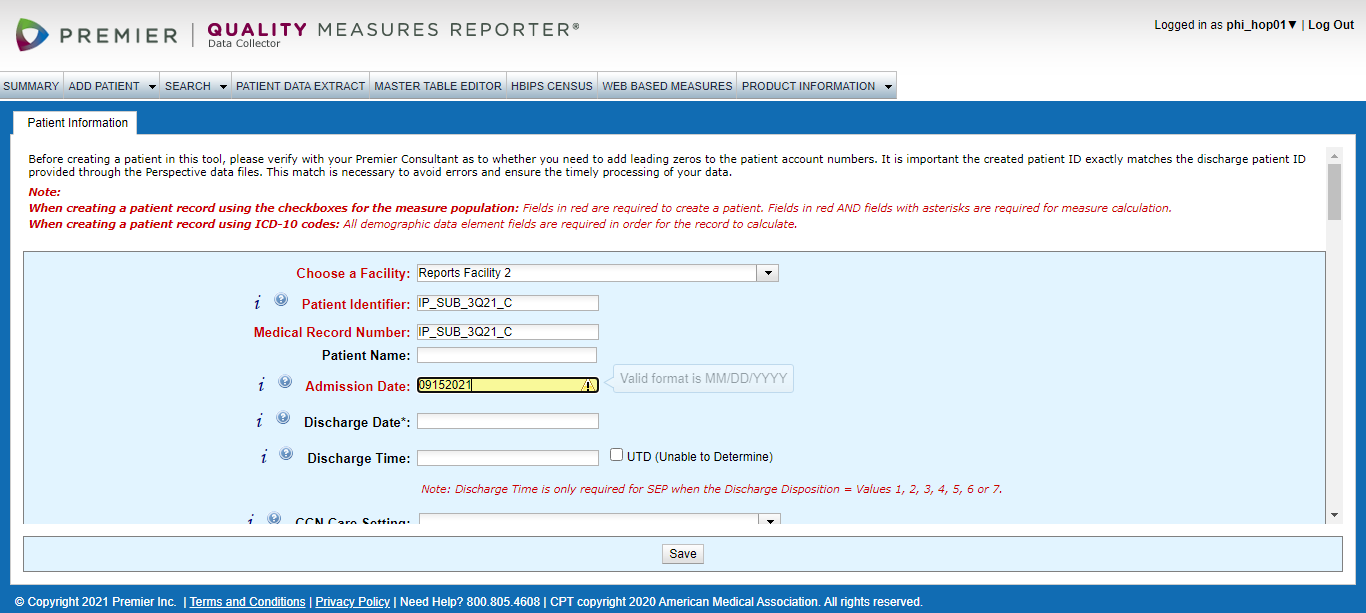 PREMIER | QUALITY MEASURES REPORTER®
Data Collector
Logged in as phi_hop01▼ | Log Out
SUMMARY ADD PATIENT SEARCH PATIENT DATA EXTRACT MASTER TABLE EDITOR HBIPS CENSUS WEB BASED MEASURES PRODUCT INFORMATION
Patient Information
Before creating a patient in this tool, please verify with your Premier Consultant as to whether you need to add leading zeros to the patient account numbers. It is important the created patient ID exactly matches the discharge patient ID
provided through the Perspective data files. This match is necessary to avoid errors and ensure the timely processing of your data.
Note:
When creating a patient record using the checkboxes for the measure population: Fields in red are required to create a patient. Fields in red AND fields with asterisks are required for measure calculation.
When creating a patient record using ICD-10 codes: All demographic data element fields are required in order for the record to calculate.
Choose a Facility: Reports Facility 2
i ? Patient Identifier: IP_SUB_3Q21_C
Medical Record Number: IP_SUB_3Q21_C
Patient Name:
i ? Admission Date: 09152021 Valid format is MM/DD/YYYY
i ? Discharge Date*:
i ? Discharge Time: UTD (Unable to Determine)
Note: Discharge Time is only required for SEP when the Discharge Disposition = Values 1, 2, 3, 4, 5, 6 or 7.
i ? CCN Care Setting:
Save
© Copyright 2021 Premier Inc. | Terms and Conditions | Privacy Policy | Need Help? 800.805.4608 | CPT copyright 2020 American Medical Association. All rights reserved.